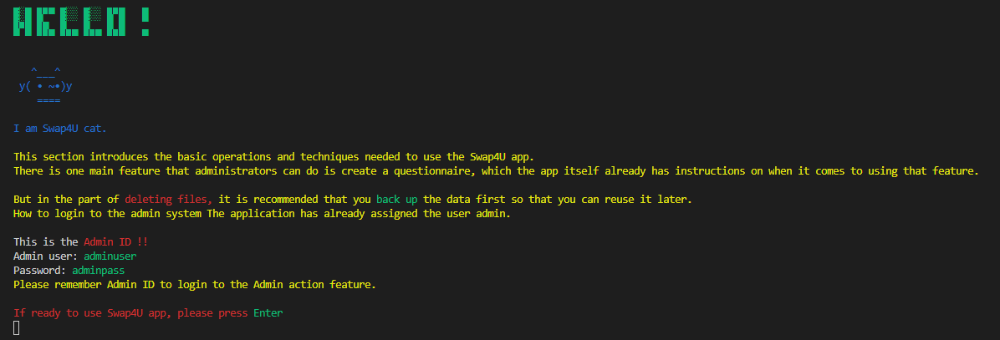 HELLO !
^___^
y( • ~•)y
====
I am Swap4U cat.
This section introduces the basic operations and techniques needed to use the Swap4U app.
There is one main feature that administrators can do is create a questionnaire, which the app itself already has instructions on when it comes to using that feature.
But in the part of deleting files, it is recommended that you back up the data first so that you can reuse it later.
How to login to the admin system The application has already assigned the user admin.
This is the Admin ID !!
Admin user: adminuser
Password: adminpass
Please remember Admin ID to login to the Admin action feature.
If ready to use Swap4U app, please press Enter